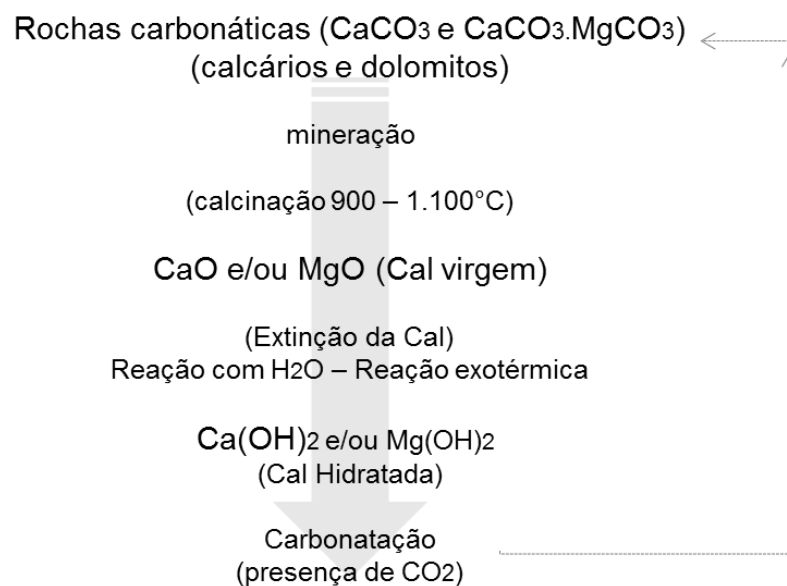 Rochas carbonáticas (CaCO3 e CaCO3.MgCO3)
(calcários e dolomitos)
mineração
(calcinação 900 – 1.100°C)
CaO e/ou MgO (Cal virgem)
(Extinção da Cal)
Reação com H2O – Reação exotérmica
Ca(OH)2 e/ou Mg(OH)2
(Cal Hidratada)
Carbonatação
(presença de CO2)